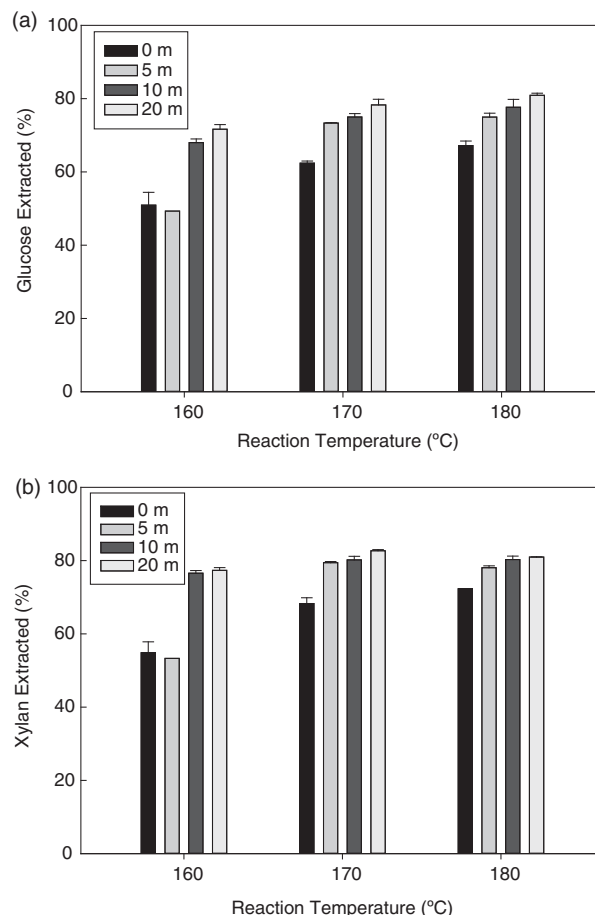 (a)
100
80
60
40
20
0
Glucose Extracted (%)
0 m
5 m
10 m
20 m
160 170 180
Reaction Temperature (ºC)
(b)
100
80
60
40
20
0
Xylan Extracted (%)
0 m
5 m
10 m
20 m
160 170 180
Reaction Temperature (ºC)